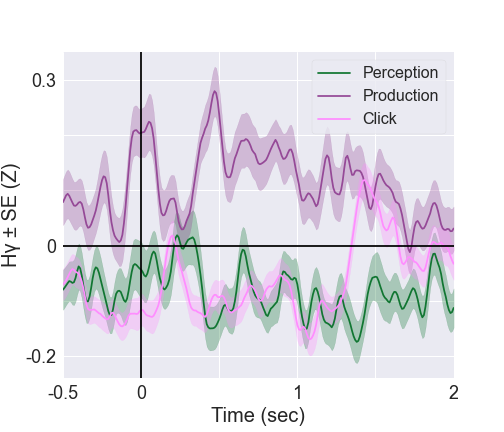 Perception
Production
Click
0.3
0
-0.2
Hγ ± SE (Z)
-0.5
0
1
2
Time (sec)